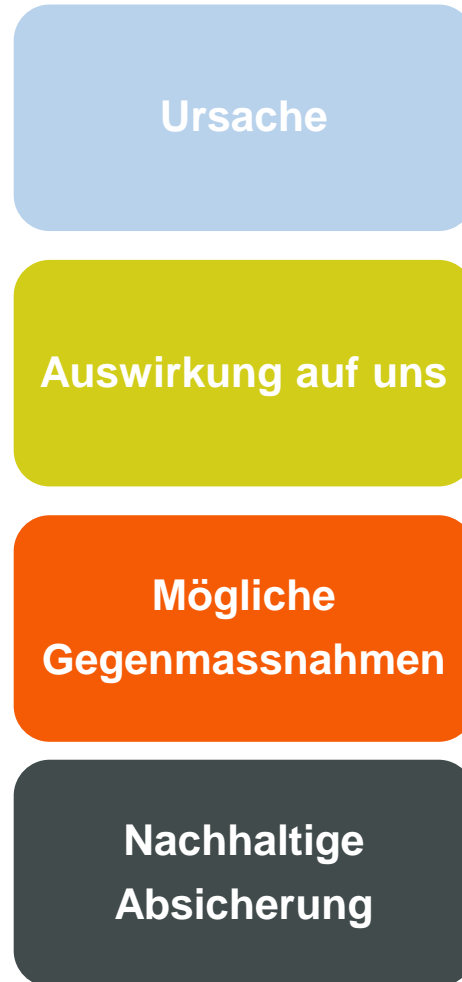 Ursache
Auswirkung auf uns
Mögliche
Gegenmassnahmen
Nachhaltige
Absicherung